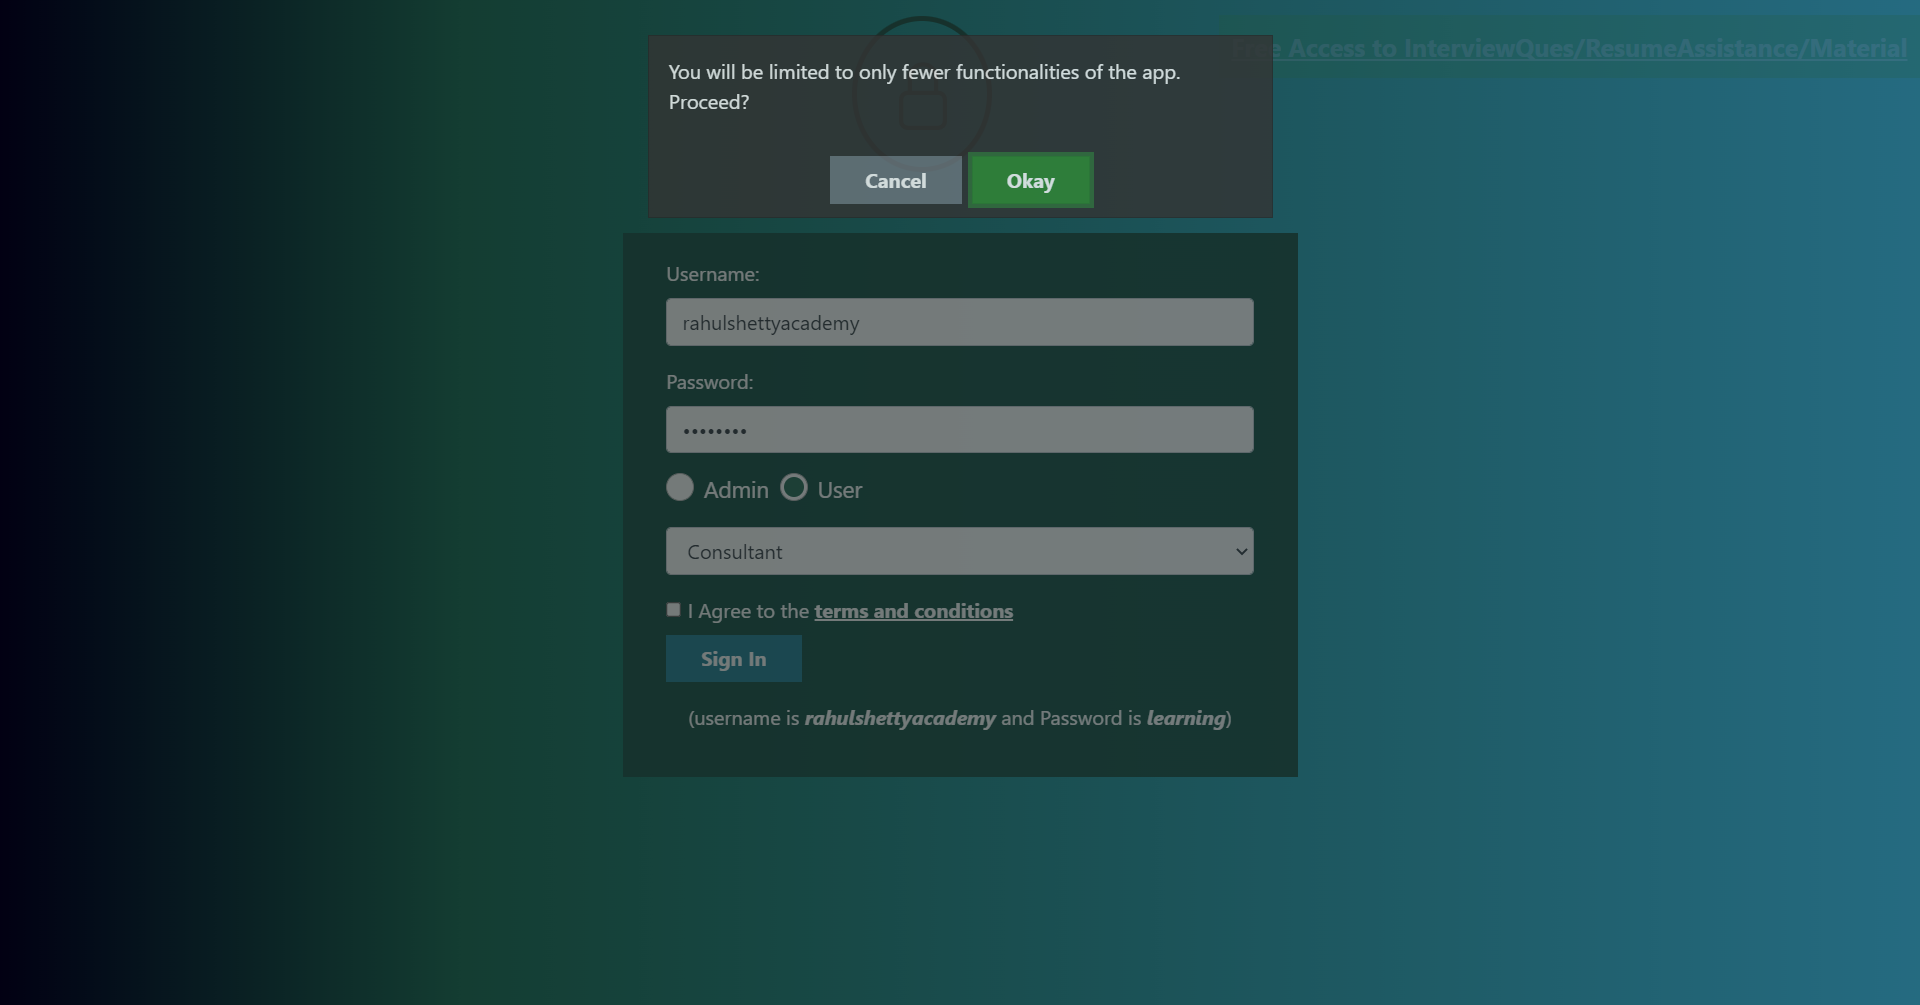 Access to InterviewQues/ResumeAssistance/Material
You will be limited to only fewer functionalities of the app.
Proceed?
Cancel
Okay
Username:
rahulshettyacademy
Password:
••••••••
Admin
User
Consultant
I Agree to the terms and conditions
Sign In
(username is rahulshettyacademy and Password is learning)